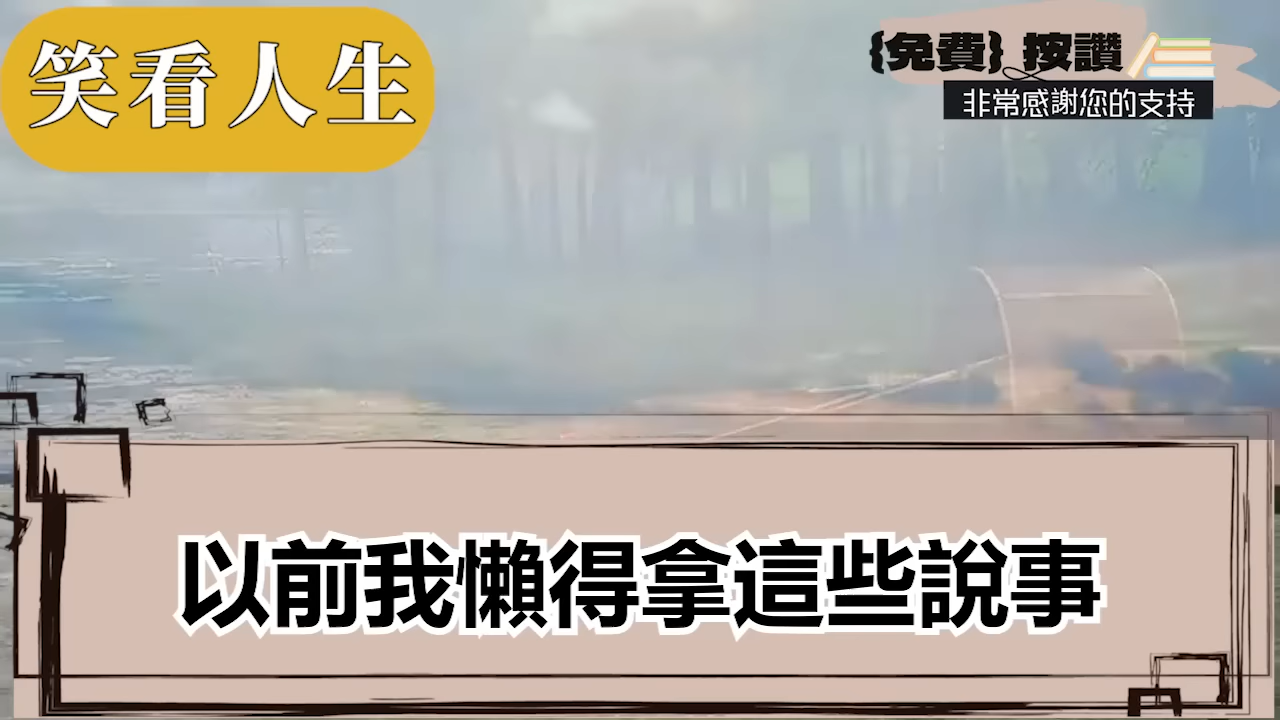 笑看人生
{免費} 按讚
非常感謝您的支持
以前我懶得拿這些說事